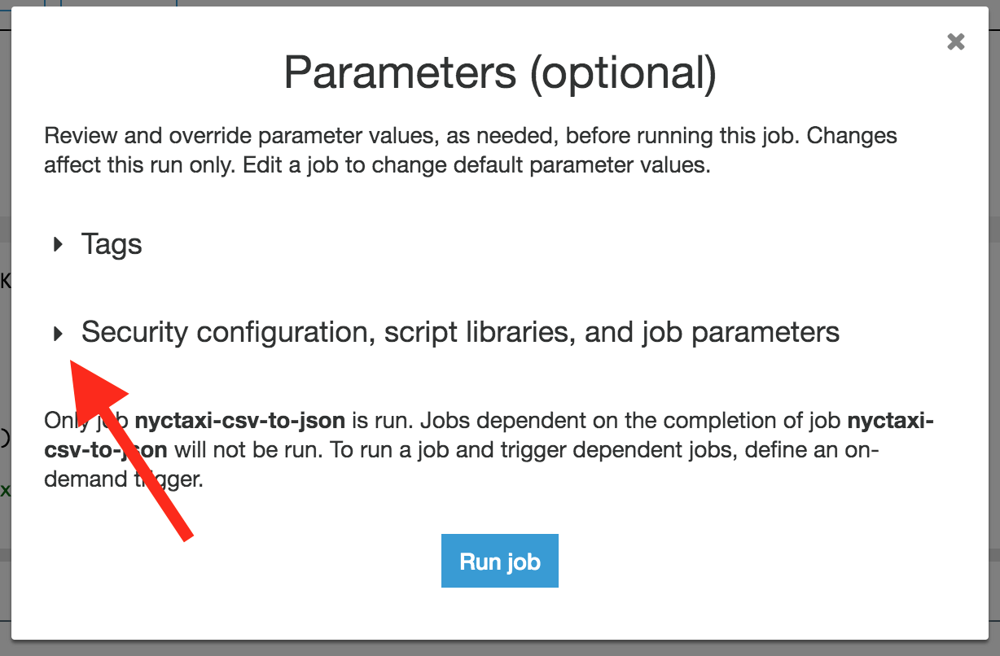 Parameters (optional)
Review and override parameter values, as needed, before running this job. Changes
affect this run only. Edit a job to change default parameter values.
Tags
K
Security configuration, script libraries, and job parameters
Only job nyctaxi-csv-to-json is run. Jobs dependent on the completion of job nyctaxi-
csv-to-json will not be run. To run a job and trigger dependent jobs, define an on-
demand trigger.
x
Run job